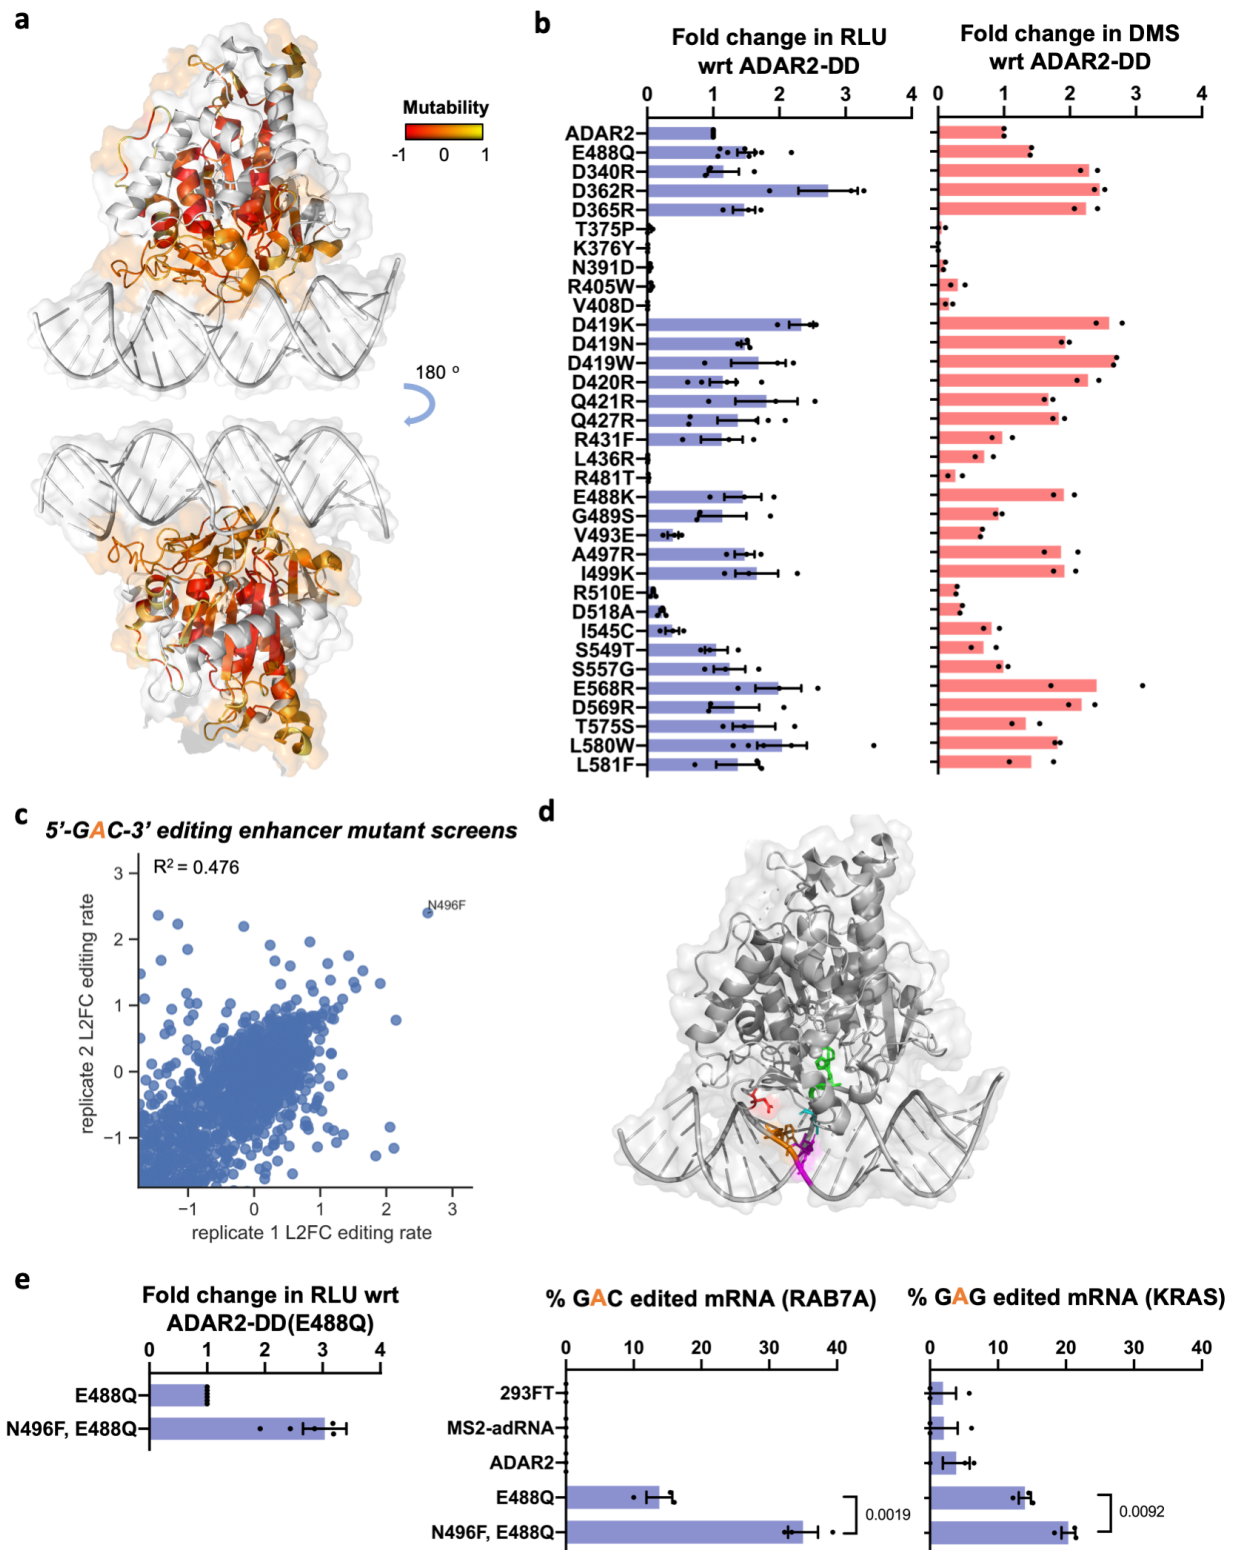 a
Mutability
-1 0 1
180 º
b
Fold change in RLU
wrt ADAR2-DD
0 1 2 3 4
Fold change in DMS
wrt ADAR2-DD
0 1 2 3 4
ADAR2
E488Q
D340R
D362R
D365R
T375P
K376Y
N391D
R405W
V408D
D419K
D419N
D419W
D420R
Q421R
Q427R
R431F
L436R
R481T
E488K
G489S
V493E
A497R
I499K
R510E
D518A
I545C
S549T
S557G
E568R
D569R
T575S
L580W
L581F
c
5'-GAC-3' editing enhancer mutant screens
R² = 0.476
N496F
replicate 2 L2FC editing rate
3
2
1
0
−1
−1 0 1 2 3
replicate 1 L2FC editing rate
d
e
Fold change in RLU wrt
ADAR2-DD(E488Q)
0 1 2 3 4
E488Q
N496F, E488Q
% GAC edited mRNA (RAB7A)
0 10 20 30 40
293FT
MS2-adRNA
ADAR2
E488Q
N496F, E488Q
0.0019
% GAG edited mRNA (KRAS)
0 10 20 30 40
0.0092